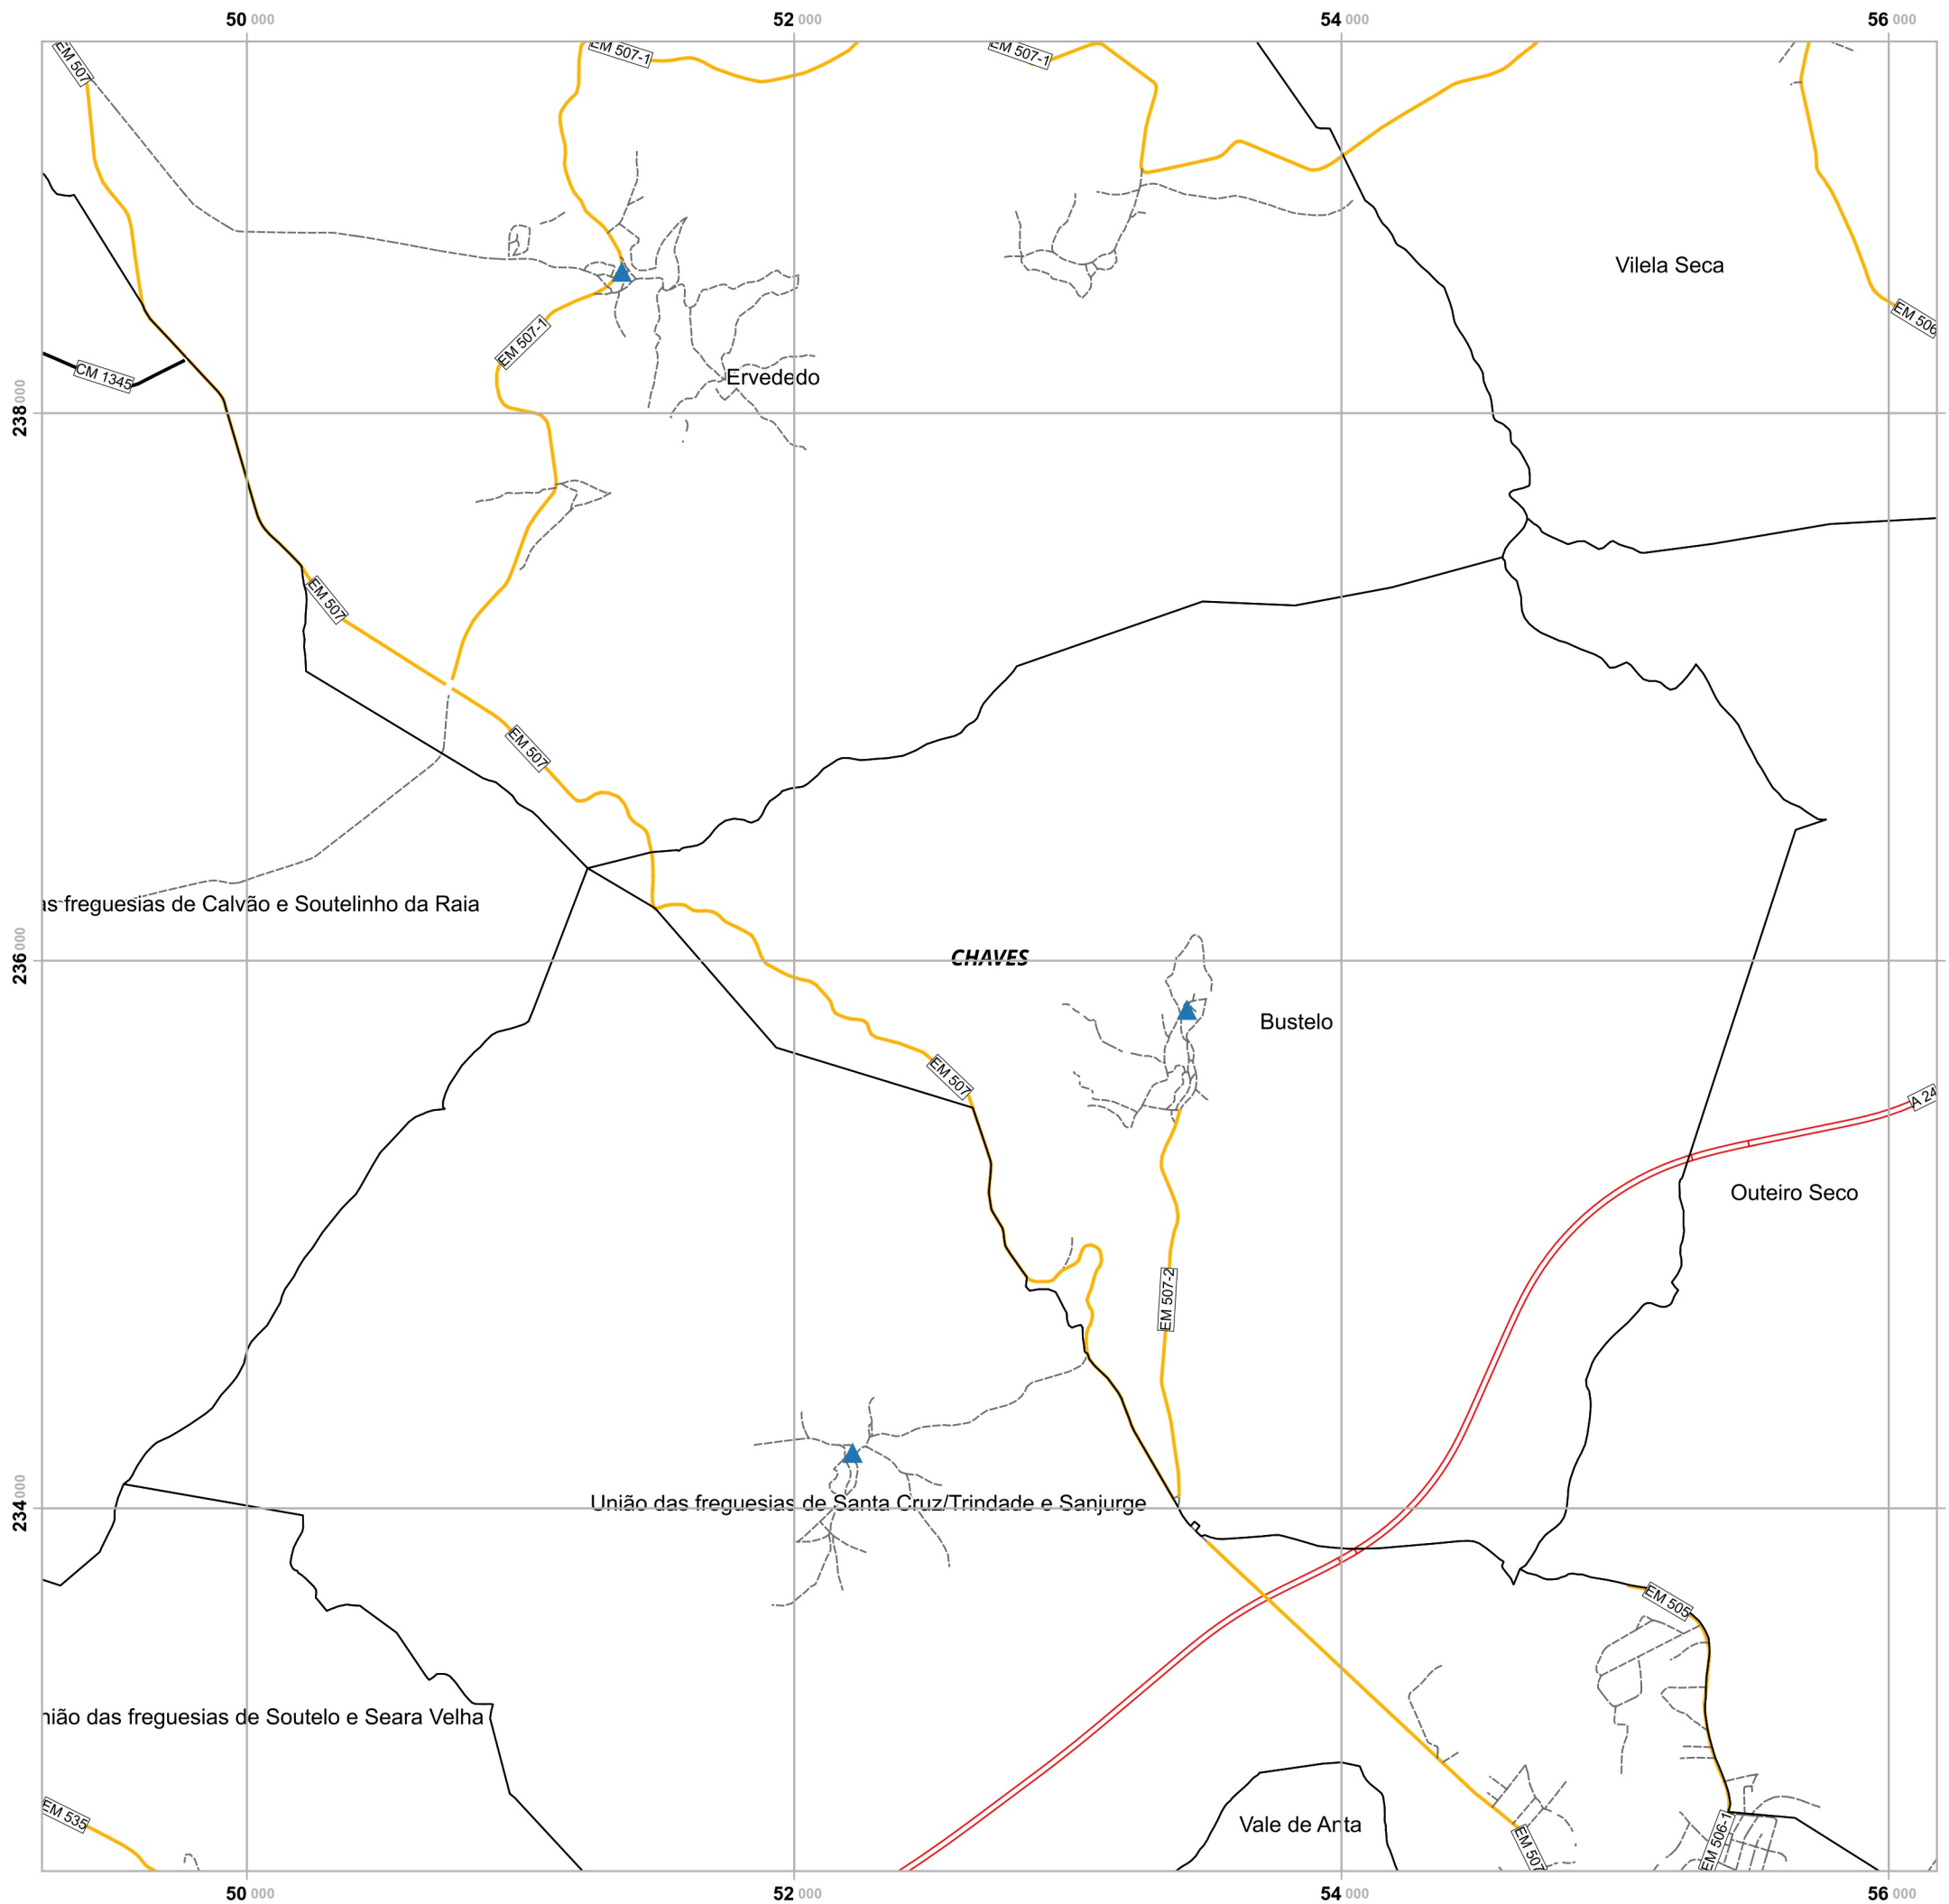 50 000
52 000
54 000
56 000
EM 507
EM 507-1
EM 507-1
Vilela Seca
EM 506
EM 507-1
CM 1345
Ervededo
238 000
EM 507
EM 507
as freguesias de Calvão e Soutelinho da Raia
236 000
CHAVES
Bustelo
EM 507
A 24
Outeiro Seco
EM 507-2
234 000
União das freguesias de Santa Cruz/Trindade e Sanjurge
EM 505
nião das freguesias de Soutelo e Seara Velha
EM 535
Vale de Anta
EM 507
EM 506-1
50 000
52 000
54 000
56 000